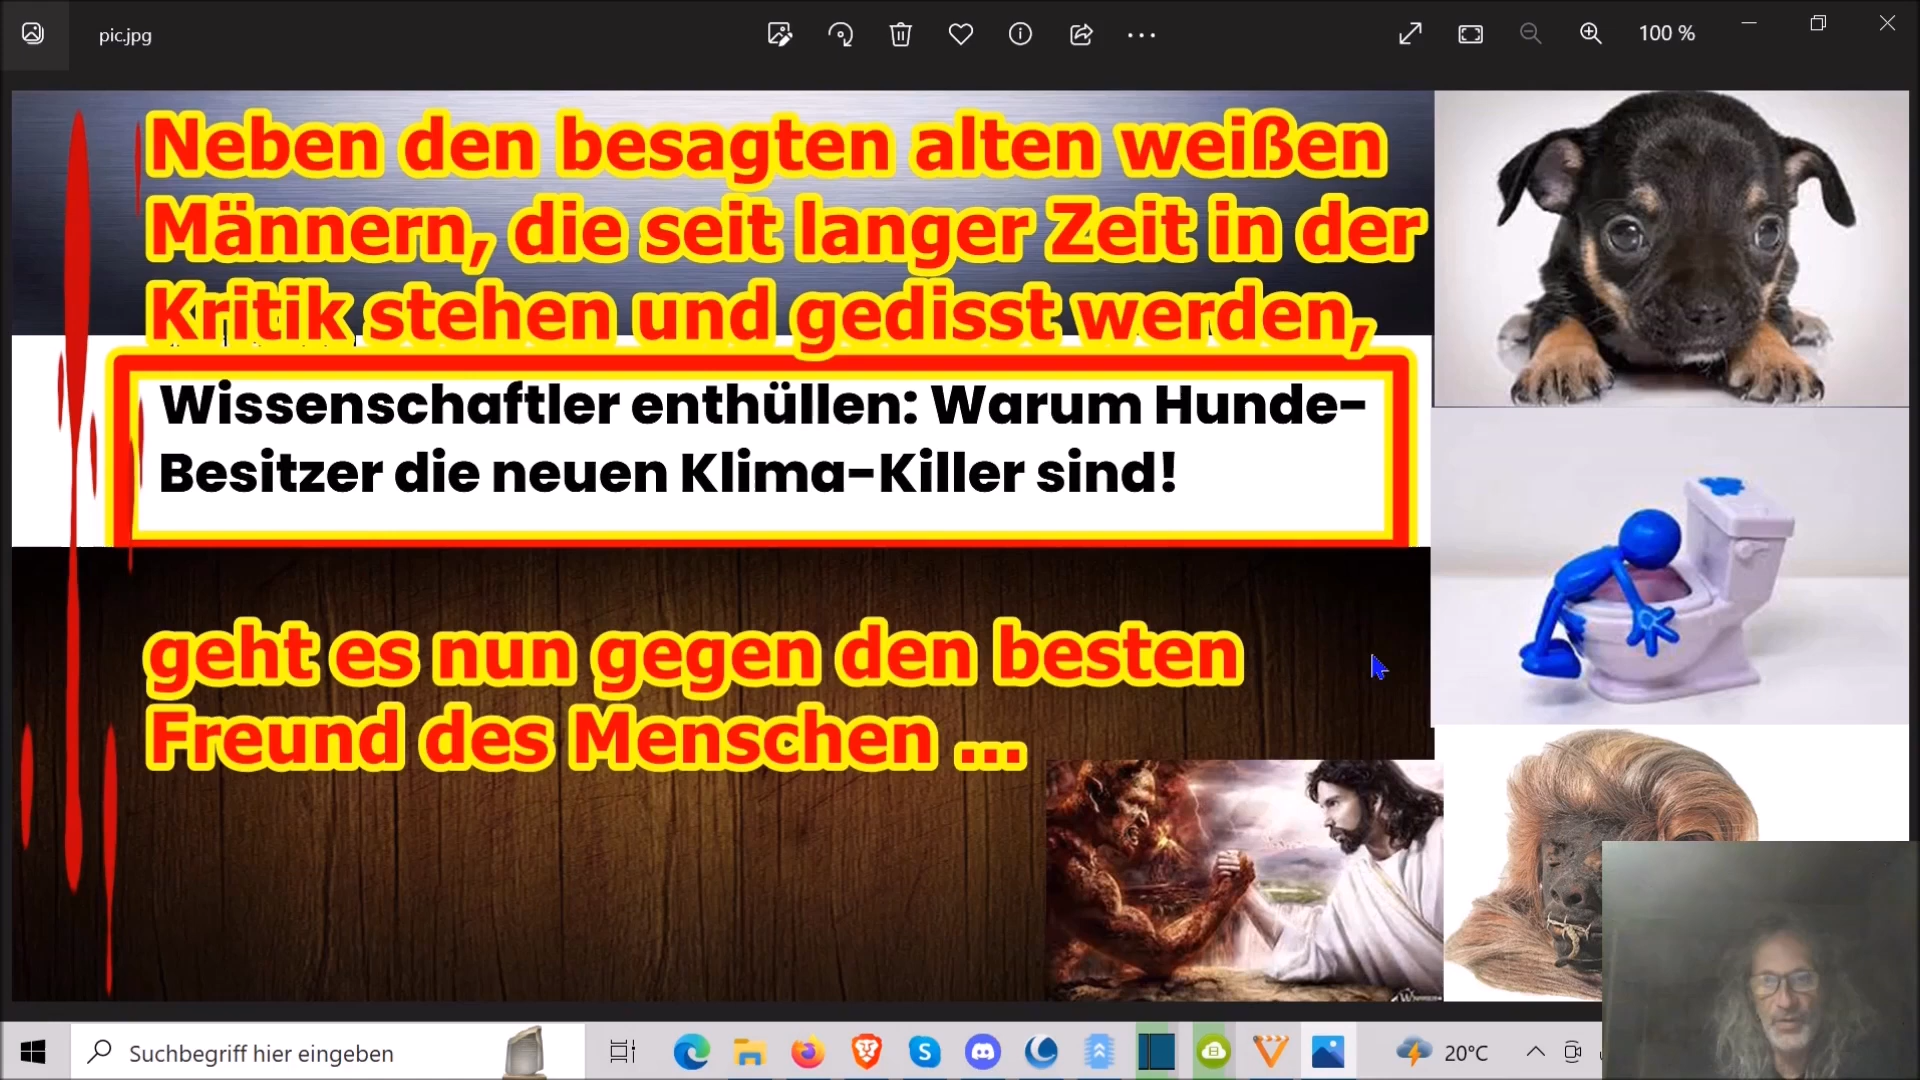 pic.jpg
100 %
Neben den besagten alten weißen
Männern, die seit langer Zeit in der
Kritik stehen und gedisst werden,
Wissenschaftler enthüllen: Warum Hunde-
Besitzer die neuen Klima-Killer sind!
geht es nun gegen den besten
Freund des Menschen ...
Suchbegriff hier eingeben
20°C